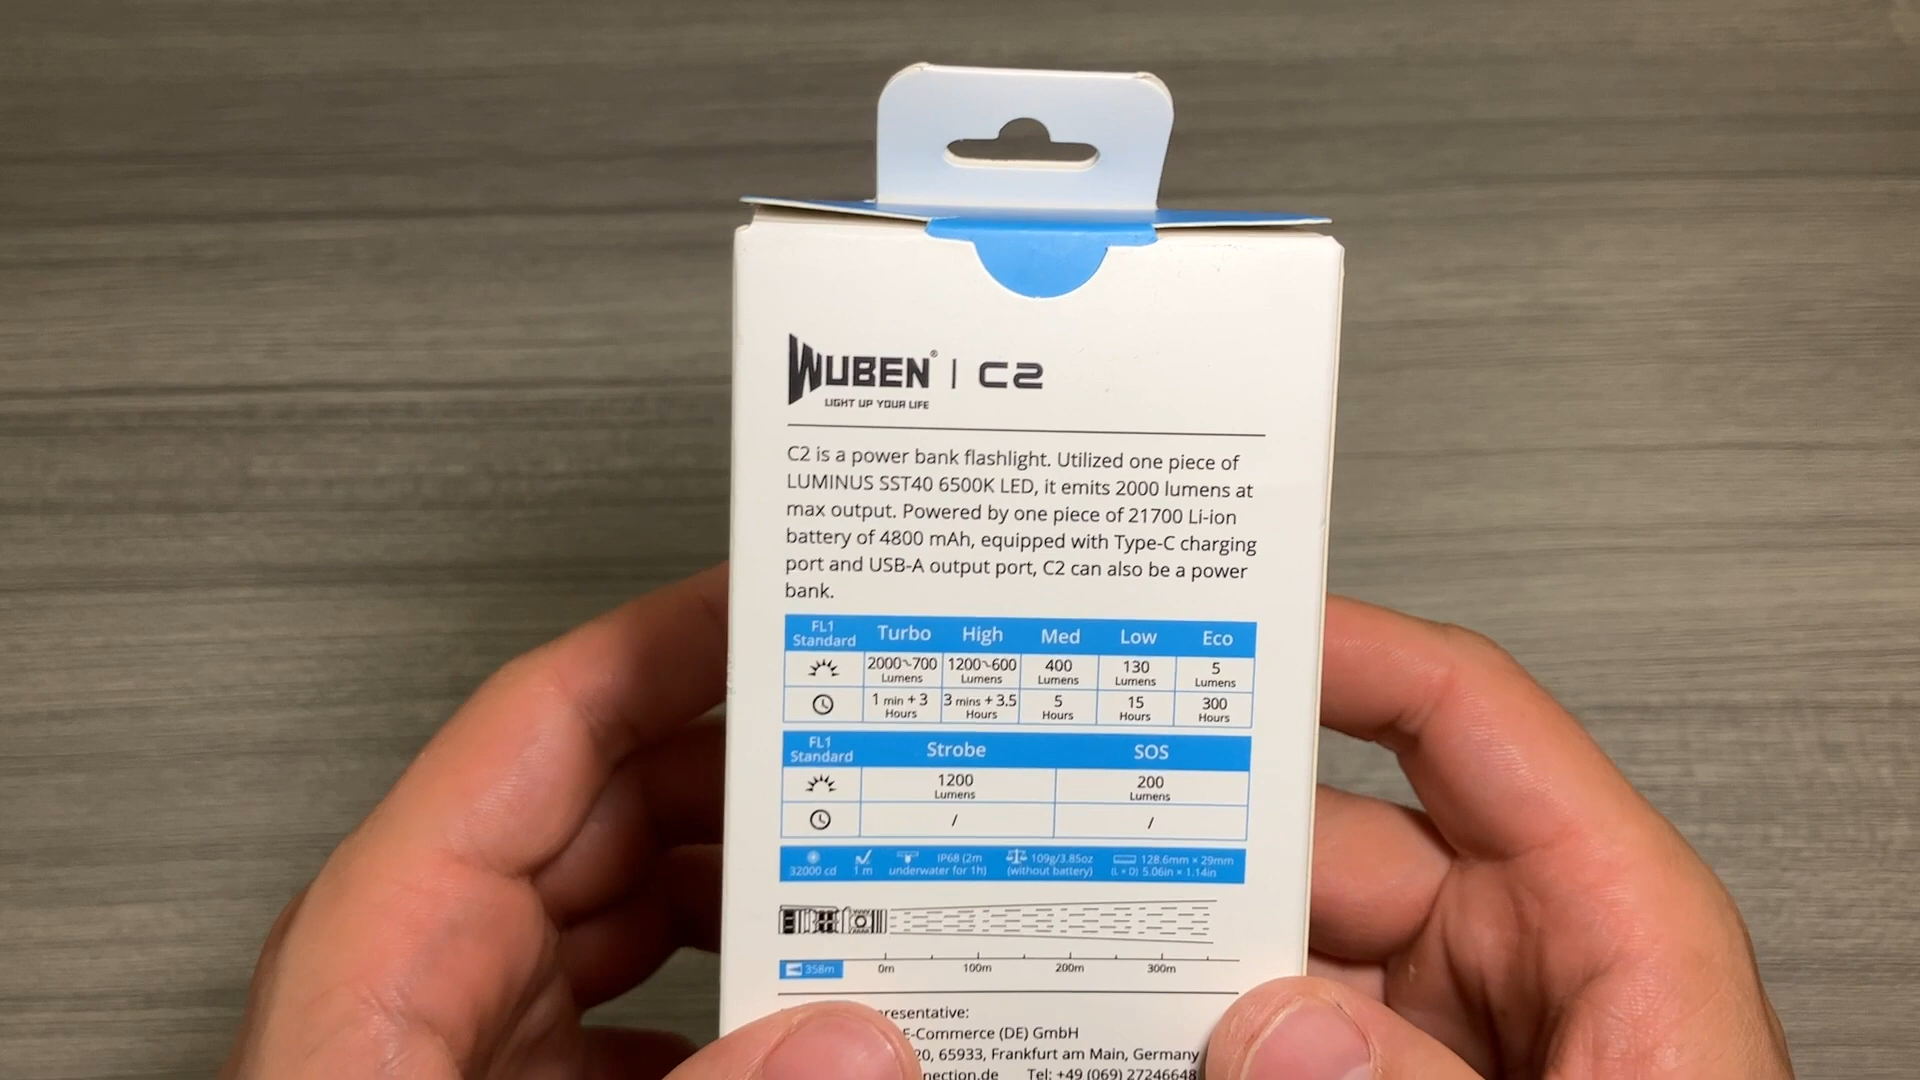 WUBEN® | C2
LIGHT UP YOUR LIFE
C2 is a power bank flashlight. Utilized one piece of
LUMINUS SST40 6500K LED, it emits 2000 lumens at
max output. Powered by one piece of 21700 Li-ion
battery of 4800 mAh, equipped with Type-C charging
port and USB-A output port, C2 can also be a power
bank.
FL1 Standard Turbo High Med Low Eco
2000~700 Lumens 1200~600 Lumens 400 Lumens 130 Lumens 5 Lumens
1 min + 3 Hours 3 mins + 3.5 Hours 5 Hours 15 Hours 300 Hours
FL1 Standard Strobe SOS
1200 Lumens 200 Lumens
/ /
32000 cd 1 m IP68 (2m underwater for 1h) 109g/3.85oz (without battery) 128.6mm × 29mm (L × D) 5.06in × 1.14in
358m 0m 100m 200m 300m
resentative:
E-Commerce (DE) GmbH
20, 65933, Frankfurt am Main, Germany
nection.de Tel: +49 (069) 27246648